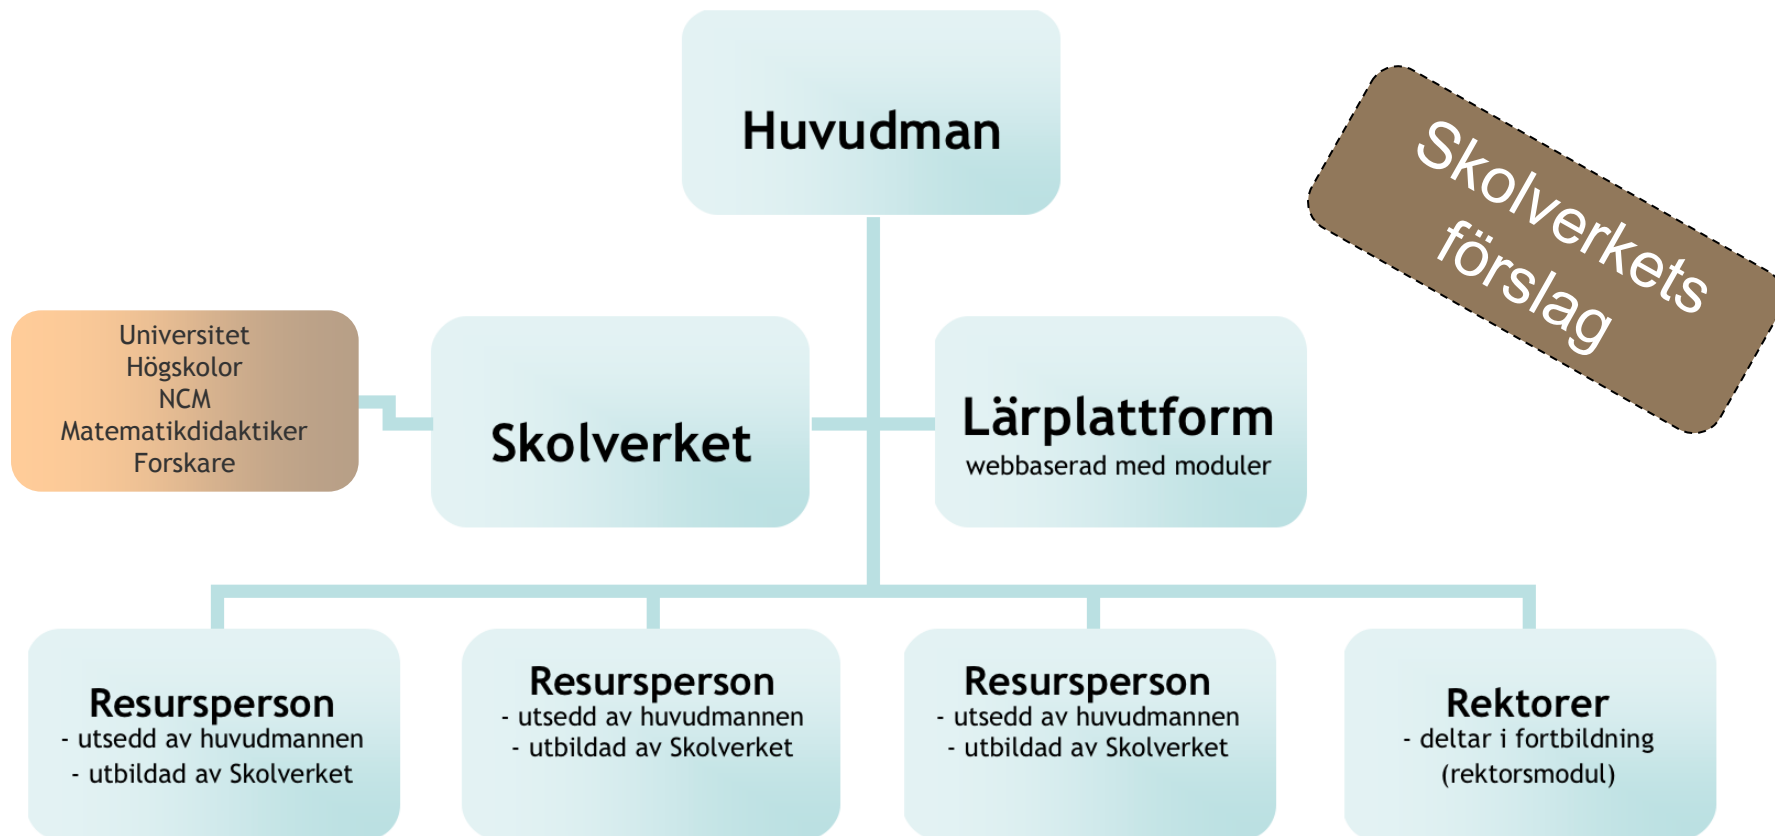 Huvudman
Skolverkets
förslag
Universitet
Högskolor
NCM
Matematikdidaktiker
Forskare
Skolverket
Lärplattform
webbaserad med moduler
Resursperson
- utsedd av huvudmannen
- utbildad av Skolverket
Resursperson
- utsedd av huvudmannen
- utbildad av Skolverket
Resursperson
- utsedd av huvudmannen
- utbildad av Skolverket
Rektorer
- deltar i fortbildning
(rektorsmodul)